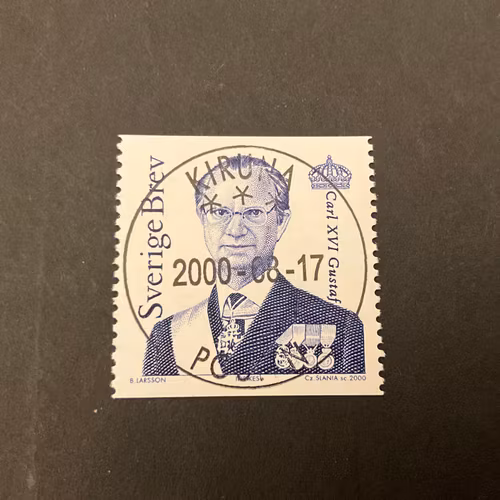 Sverige Brev
Carl XVI Gustaf
KIRUNA
2000-08-17
B. LARSSON
Cz. SLANIA sc. 2000